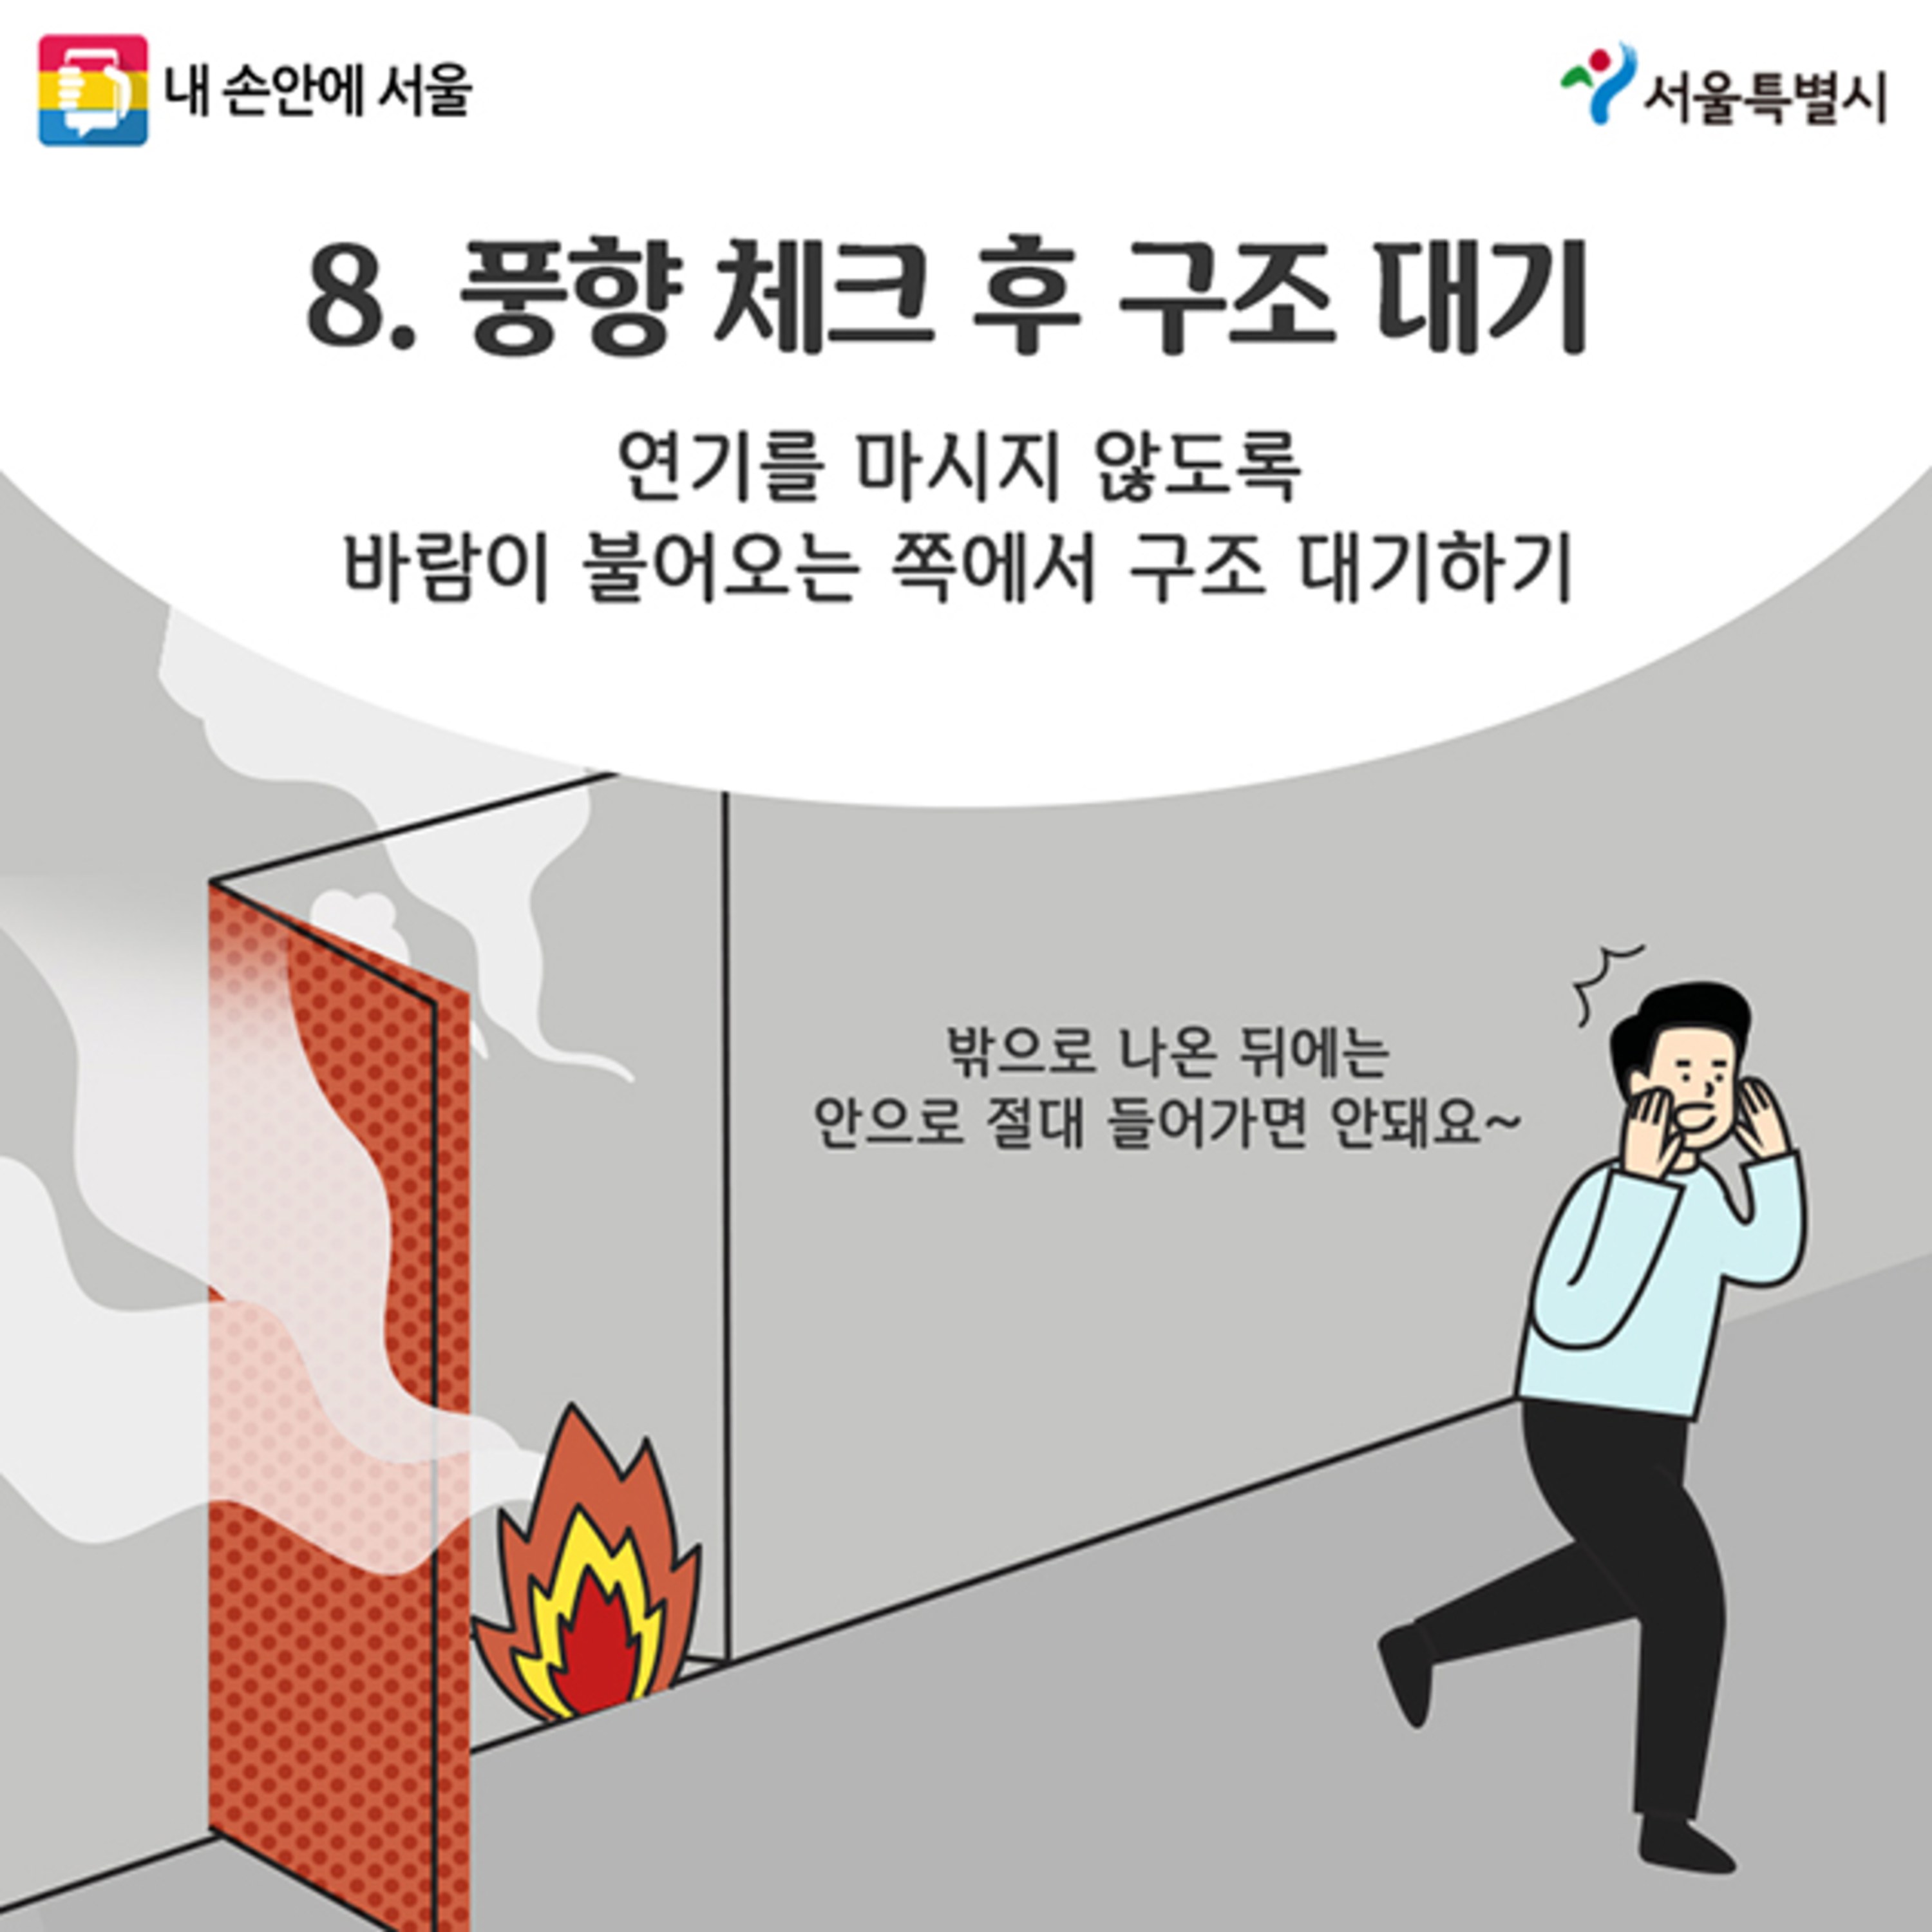 내 손안에 서울
서울특별시
8. 풍향 체크 후 구조 대기
연기를 마시지 않도록
바람이 불어오는 쪽에서 구조 대기하기
밖으로 나온 뒤에는
안으로 절대 들어가면 안돼요~